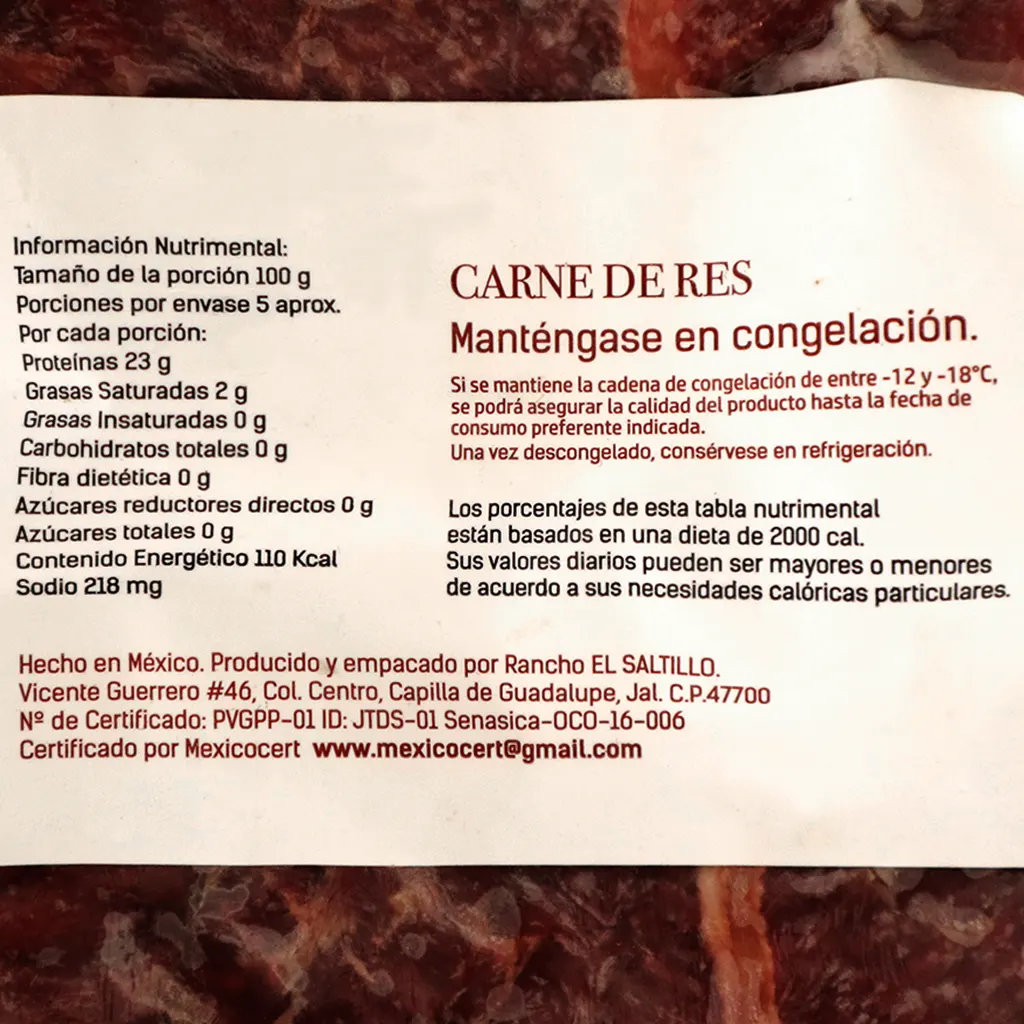 Información Nutrimental:
Tamaño de la porción 100 g
Porciones por envase 5 aprox.
Por cada porción:
Proteínas 23 g
Grasas Saturadas 2 g
Grasas Insaturadas 0 g
Carbohidratos totales 0 g
Fibra dietética 0 g
Azúcares reductores directos 0 g
Azúcares totales 0 g
Contenido Energético 110 Kcal
Sodio 218 mg
CARNE DE RES
Manténgase en congelación.
Si se mantiene la cadena de congelación de entre -12 y -18°C,
se podrá asegurar la calidad del producto hasta la fecha de
consumo preferente indicada.
Una vez descongelado, consérvese en refrigeración.
Los porcentajes de esta tabla nutrimental
están basados en una dieta de 2000 cal.
Sus valores diarios pueden ser mayores o menores
de acuerdo a sus necesidades calóricas particulares.
Hecho en México. Producido y empacado por Rancho EL SALTILLO.
Vicente Guerrero #46, Col. Centro, Capilla de Guadalupe, Jal. C.P.47700
Nº de Certificado: PVGPP-01 ID: JTDS-01 Senasica-OCO-16-006
Certificado por Mexicocert www.mexicocert@gmail.com